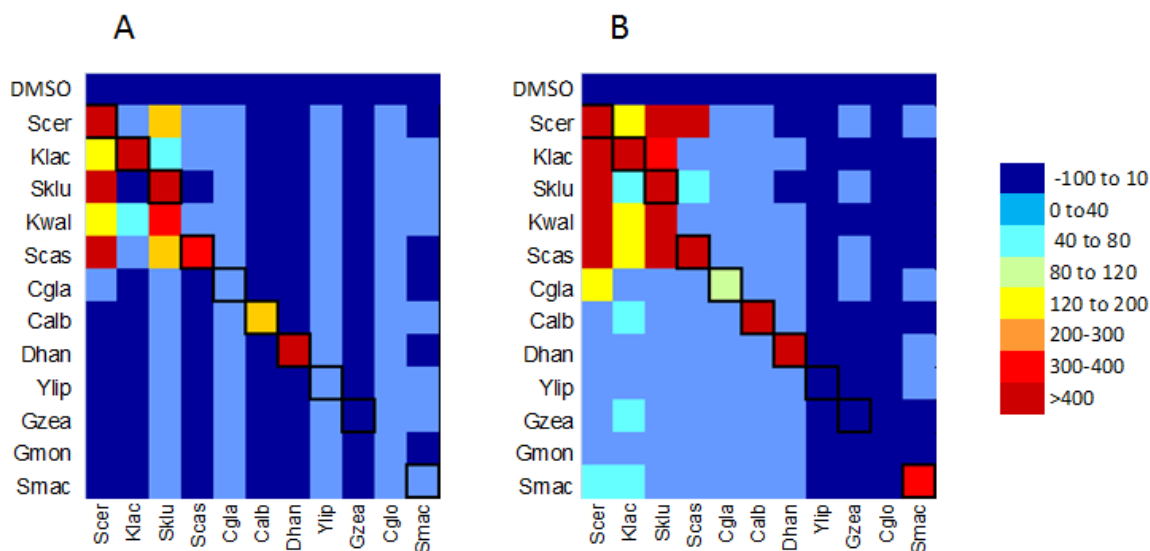 A
B
DMSO
Scer
Klac
Sklu
Kwal
Scas
Cgla
Calb
Dhan
Ylip
Gzea
Gmon
Smac
Scer
Klac
Sklu
Scas
Cgla
Calb
Dhan
Ylip
Gzea
Cglo
Smac
DMSO
Scer
Klac
Sklu
Kwal
Scas
Cgla
Calb
Dhan
Ylip
Gzea
Gmon
Smac
Scer
Klac
Sklu
Scas
Cgla
Calb
Dhan
Ylip
Gzea
Cglo
Smac
-100 to 10
0 to40
40 to 80
80 to 120
120 to 200
200-300
300-400
>400